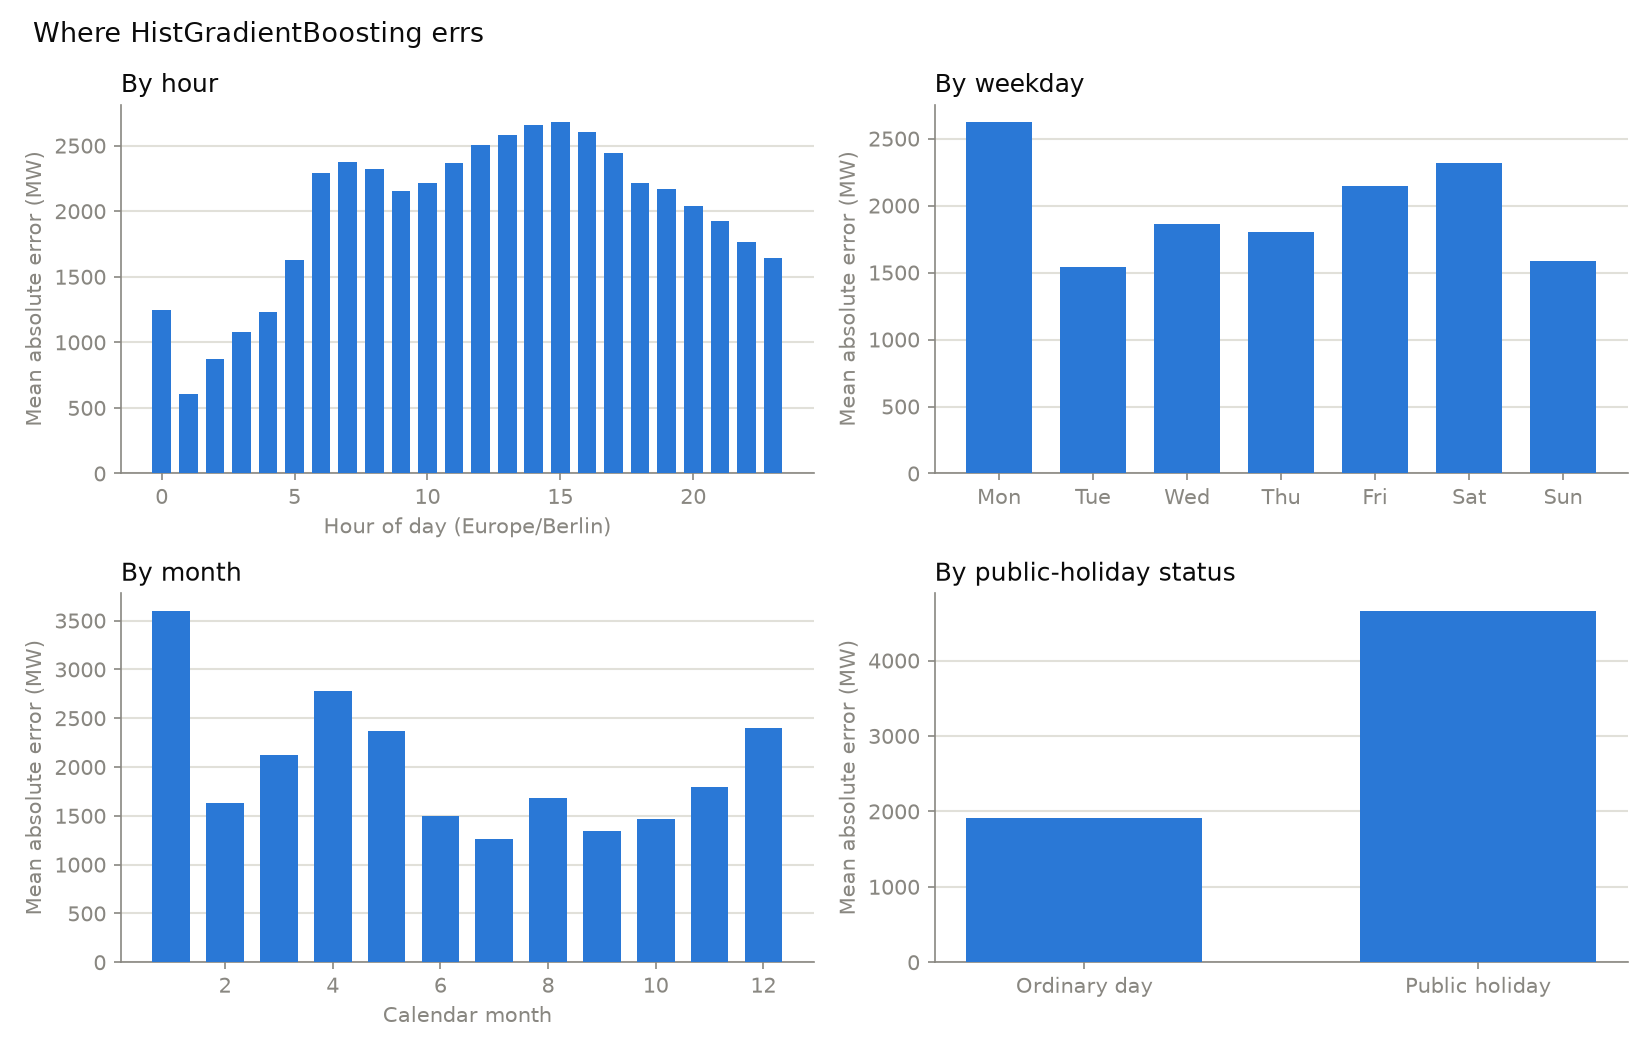 Where HistGradientBoosting errs
By hour
Mean absolute error (MW)
2500
2000
1500
1000
500
0
0 5 10 15 20
Hour of day (Europe/Berlin)
By weekday
Mean absolute error (MW)
2500
2000
1500
1000
500
0
Mon Tue Wed Thu Fri Sat Sun
By month
Mean absolute error (MW)
3500
3000
2500
2000
1500
1000
500
0
2 4 6 8 10 12
Calendar month
By public-holiday status
Mean absolute error (MW)
4000
3000
2000
1000
0
Ordinary day Public holiday